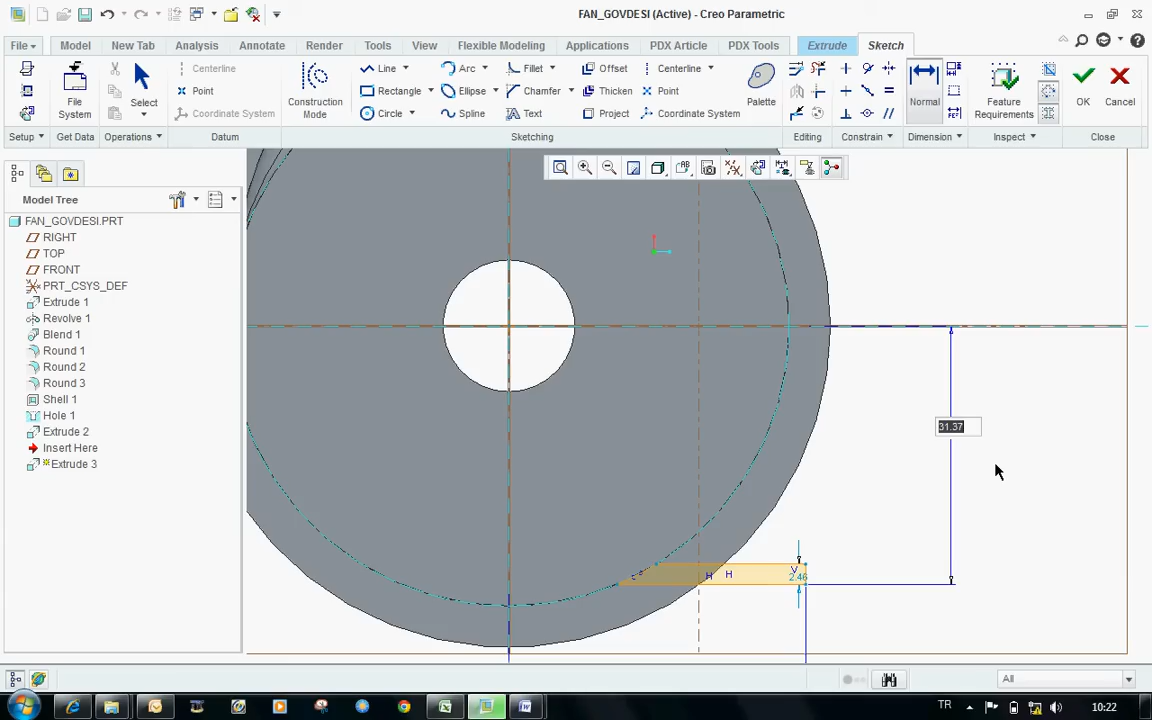 FAN_GOVDESI (Active) - Creo Parametric
File
Model
New Tab
Analysis
Annotate
Render
Tools
View
Flexible Modeling
Applications
PDX Article
PDX Tools
Extrude
Sketch
File System
Select
Centerline
Point
Coordinate System
Construction Mode
Line
Rectangle
Circle
Arc
Ellipse
Spline
Fillet
Chamfer
Text
Offset
Thicken
Project
Centerline
Point
Coordinate System
Palette
Normal
Feature Requirements
OK
Cancel
Setup
Get Data
Operations
Datum
Sketching
Editing
Constrain
Dimension
Inspect
Close
Model Tree
FAN_GOVDESI.PRT
RIGHT
TOP
FRONT
PRT_CSYS_DEF
Extrude 1
Revolve 1
Blend 1
Round 1
Round 2
Round 3
Shell 1
Hole 1
Extrude 2
Insert Here
Extrude 3
31.37
V
2.46
H H
All
TR
10:22